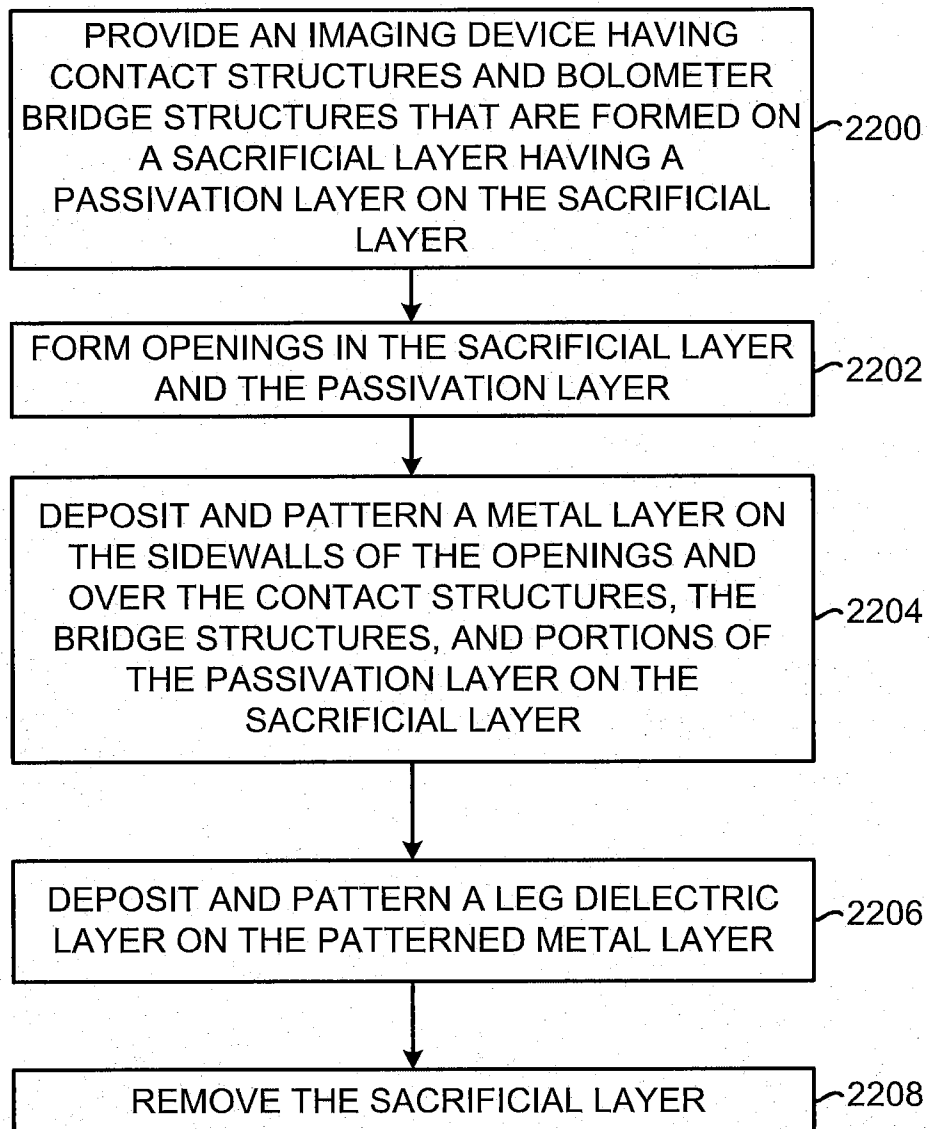 PROVIDE AN IMAGING DEVICE HAVING
CONTACT STRUCTURES AND BOLOMETER
BRIDGE STRUCTURES THAT ARE FORMED ON
A SACRIFICIAL LAYER HAVING A
PASSIVATION LAYER ON THE SACRIFICIAL
LAYER
2200
FORM OPENINGS IN THE SACRIFICIAL LAYER
AND THE PASSIVATION LAYER
2202
DEPOSIT AND PATTERN A METAL LAYER ON
THE SIDEWALLS OF THE OPENINGS AND
OVER THE CONTACT STRUCTURES, THE
BRIDGE STRUCTURES, AND PORTIONS OF
THE PASSIVATION LAYER ON THE
SACRIFICIAL LAYER
2204
DEPOSIT AND PATTERN A LEG DIELECTRIC
LAYER ON THE PATTERNED METAL LAYER
2206
REMOVE THE SACRIFICIAL LAYER
2208